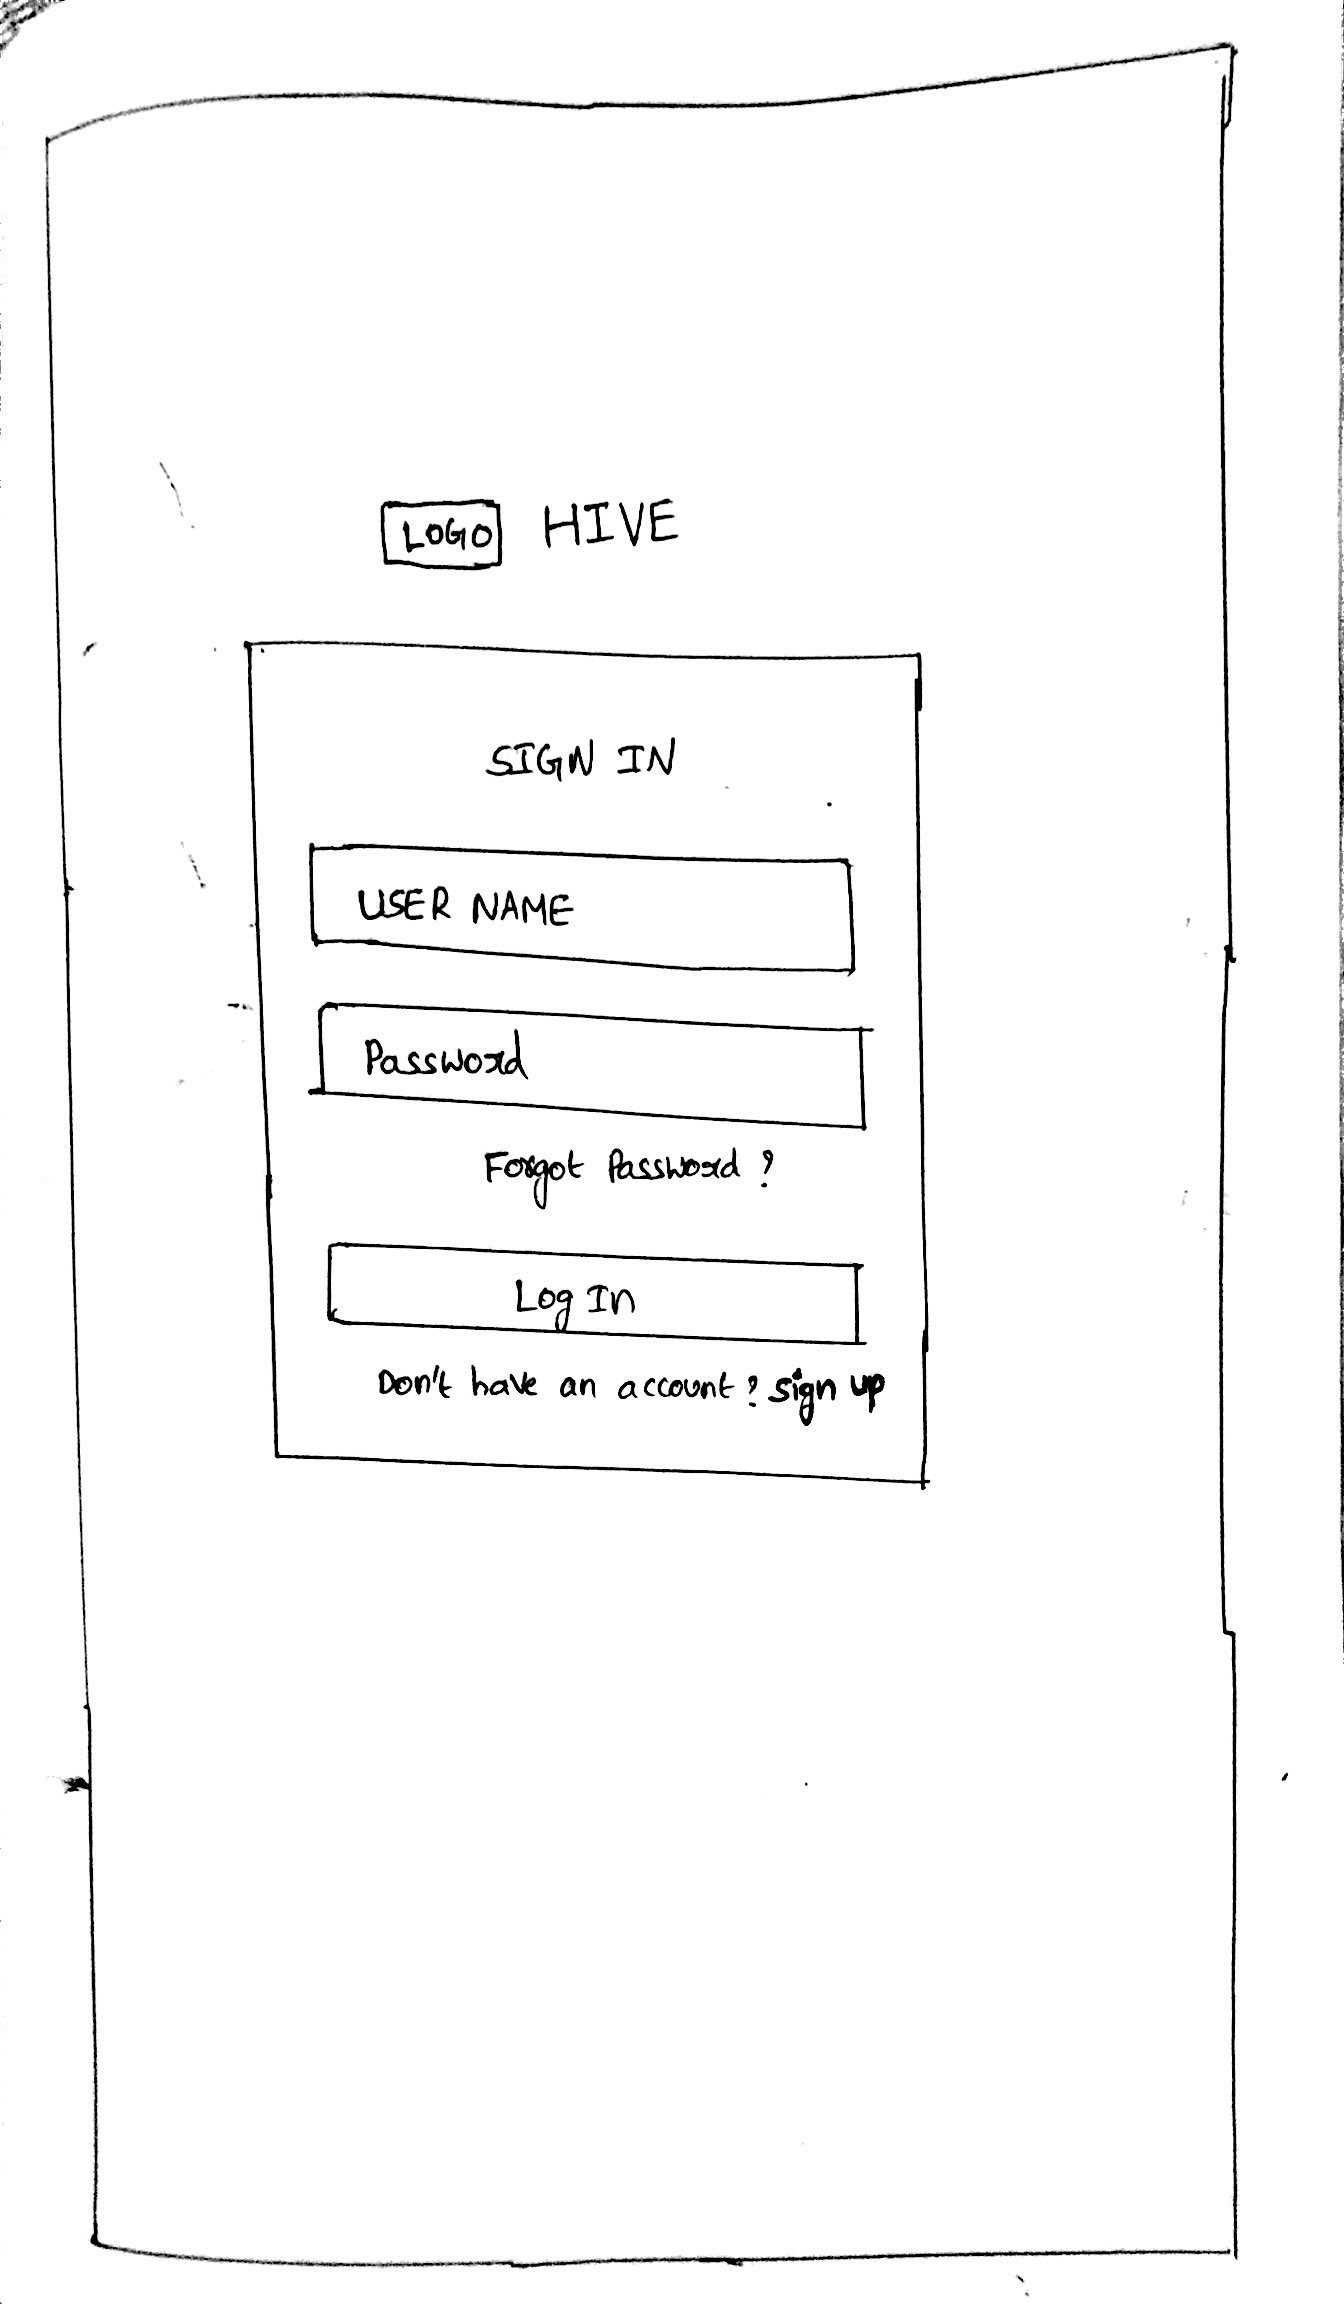 LOGO HIVE
SIGN IN
USER NAME
Password
Forgot Password ?
Log In
Don't have an account ? sign up